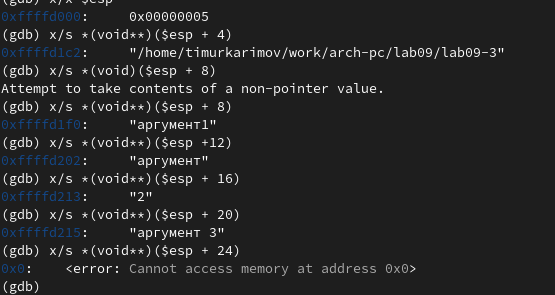 (gdb) x/x $esp
0xffffd000: 0x00000005
(gdb) x/s *(void**)($esp + 4)
0xffffd1c2: "/home/timurkarimov/work/arch-pc/lab09/lab09-3"
(gdb) x/s *(void)($esp + 8)
Attempt to take contents of a non-pointer value.
(gdb) x/s *(void**)($esp + 8)
0xffffd1f0: "аргумент1"
(gdb) x/s *(void**)($esp +12)
0xffffd202: "аргумент"
(gdb) x/s *(void**)($esp + 16)
0xffffd213: "2"
(gdb) x/s *(void**)($esp + 20)
0xffffd215: "аргумент 3"
(gdb) x/s *(void**)($esp + 24)
0x0: <error: Cannot access memory at address 0x0>
(gdb)